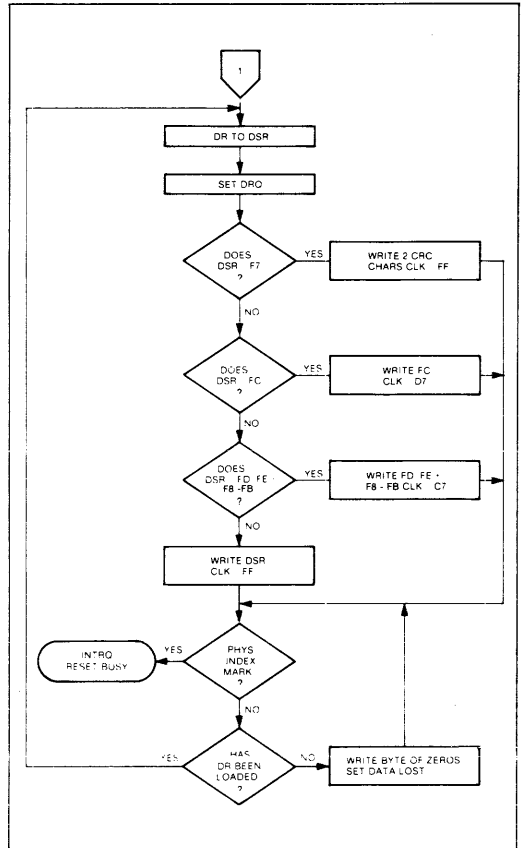 1
DR TO DSR
SET DRQ
DOES
DSR F7
?
YES
WRITE 2 CRC
CHARS CLK FF
NO
DOES
DSR FC
?
YES
WRITE FC
CLK D7
NO
DOES
DSR FD FE
F8 - FB
?
YES
WRITE FD FE
F8 - FB CLK C7
NO
WRITE DSR
CLK FF
INTRQ
RESET BUSY
YES
PHYS
INDEX
MARK
?
NO
YES
HAS
DR BEEN
LOADED
?
NO
WRITE BYTE OF ZEROS
SET DATA LOST